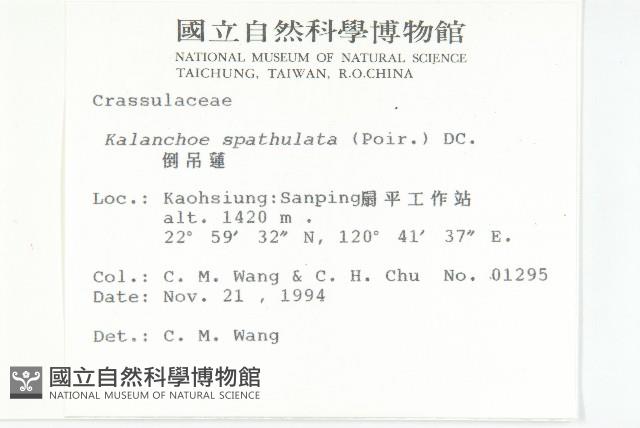 國立自然科學博物館
NATIONAL MUSEUM OF NATURAL SCIENCE
TAICHUNG, TAIWAN, R.O.CHINA
Crassulaceae
Kalanchoe spathulata (Poir.) DC.
倒吊蓮
Loc.: Kaohsiung:Sanping扇平工作站
alt. 1420 m .
22° 59′ 32″ N, 120° 41′ 37″ E.
Col.: C. M. Wang & C. H. Chu No. 01295
Date: Nov. 21 , 1994
Det.: C. M. Wang
國立自然科學博物館
NATIONAL MUSEUM OF NATURAL SCIENCE